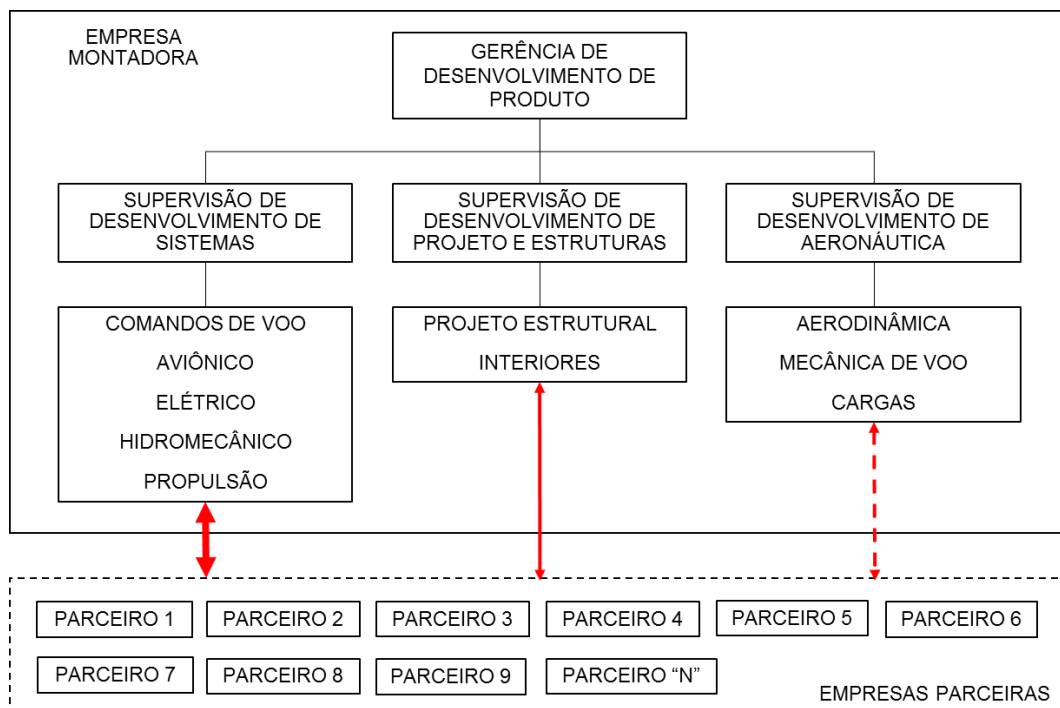 EMPRESA
MONTADORA
GERÊNCIA DE
DESENVOLVIMENTO DE
PRODUTO
SUPERVISÃO DE
DESENVOLVIMENTO DE
SISTEMAS
SUPERVISÃO DE
DESENVOLVIMENTO DE
PROJETO E ESTRUTURAS
SUPERVISÃO DE
DESENVOLVIMENTO DE
AERONÁUTICA
COMANDOS DE VOO
AVIÔNICO
ELÉTRICO
HIDROMECÂNICO
PROPULSÃO
PROJETO ESTRUTURAL
INTERIORES
AERODINÂMICA
MECÂNICA DE VOO
CARGAS
PARCEIRO 1
PARCEIRO 2
PARCEIRO 3
PARCEIRO 4
PARCEIRO 5
PARCEIRO 6
PARCEIRO 7
PARCEIRO 8
PARCEIRO 9
PARCEIRO “N”
EMPRESAS PARCEIRAS